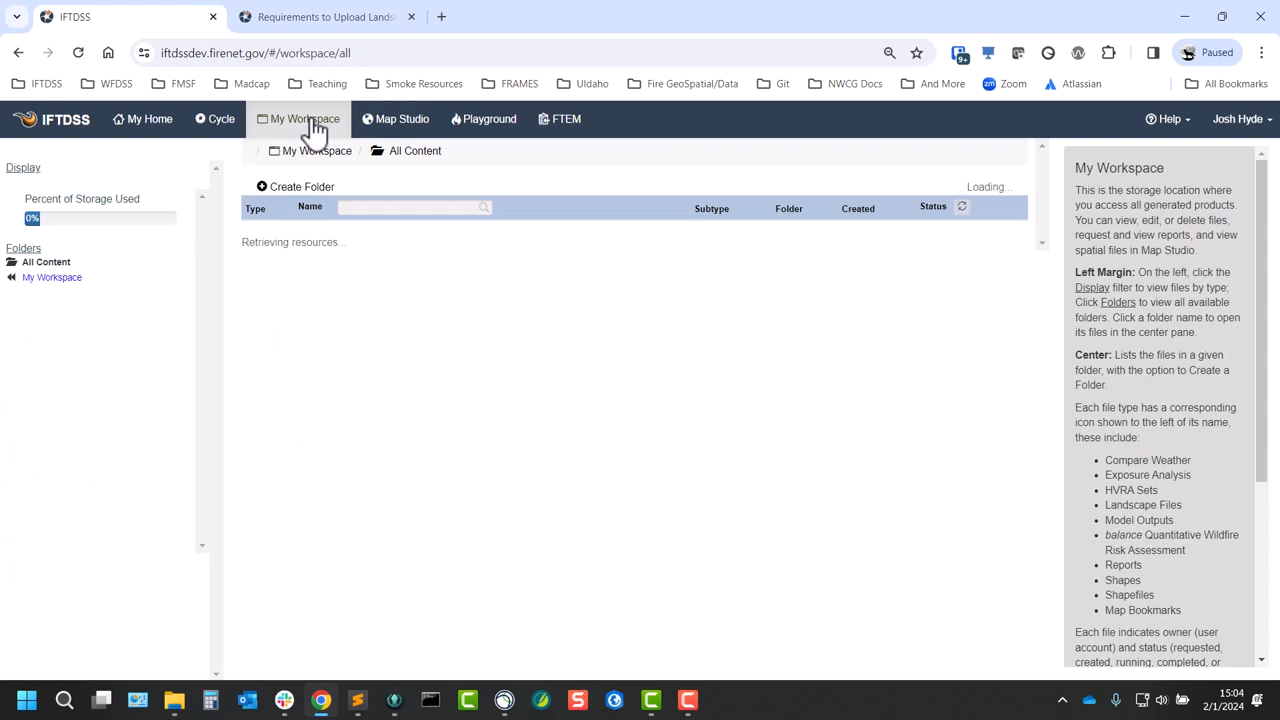 IFTDSS
Requirements to Upload Landsc
iftdssdev.firenet.gov/#/workspace/all
9+
Paused
IFTDSS
WFDSS
FMSF
Madcap
Teaching
Smoke Resources
FRAMES
UIdaho
Fire GeoSpatial/Data
Git
NWCG Docs
And More
zm Zoom
Atlassian
All Bookmarks
IFTDSS
My Home
Cycle
My Workspace
Map Studio
Playground
FTEM
Help
Josh Hyde
Display
Percent of Storage Used
0%
Folders
All Content
My Workspace
/ My Workspace / All Content
Create Folder
Loading...
Type
Name
Subtype
Folder
Created
Status
Retrieving resources...
My Workspace
This is the storage location where
you access all generated products.
You can view, edit, or delete files,
request and view reports, and view
spatial files in Map Studio.
Left Margin: On the left, click the
Display filter to view files by type;
Click Folders to view all available
folders. Click a folder name to open
its files in the center pane.
Center: Lists the files in a given
folder, with the option to Create a
Folder.
Each file type has a corresponding
icon shown to the left of its name,
these include:
• Compare Weather
• Exposure Analysis
• HVRA Sets
• Landscape Files
• Model Outputs
• balance Quantitative Wildfire
Risk Assessment
• Reports
• Shapes
• Shapefiles
• Map Bookmarks
Each file indicates owner (user
account) and status (requested,
created, running, completed, or
15:04
2/1/2024